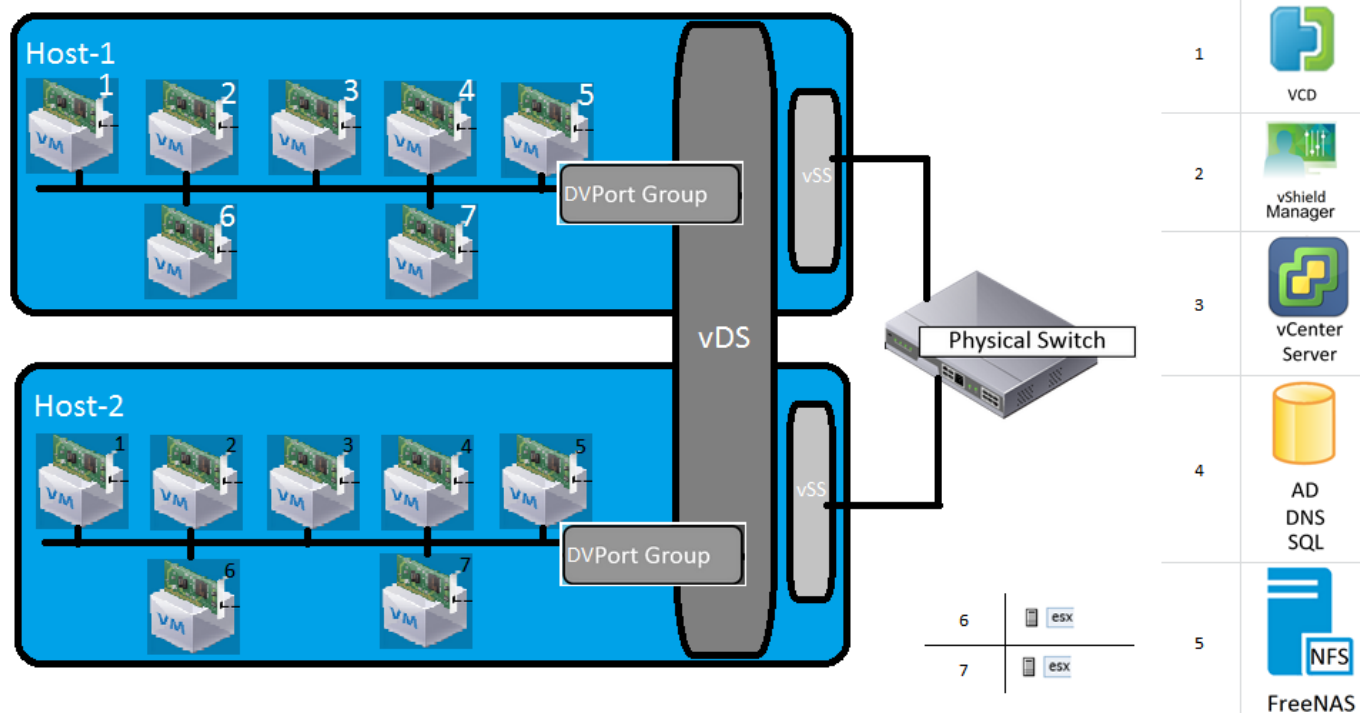 Host-1
1
2
3
4
5
VM
VM
VM
VM
VM
DVPort Group
6
7
VM
VM
vSS
vDS
Physical Switch
Host-2
1
2
3
4
5
VM
VM
VM
VM
VM
DVPort Group
6
7
VM
VM
vSS
6
esx
7
esx
1
VCD
2
vShield
Manager
3
vCenter
Server
4
AD
DNS
SQL
5
NFS
FreeNAS